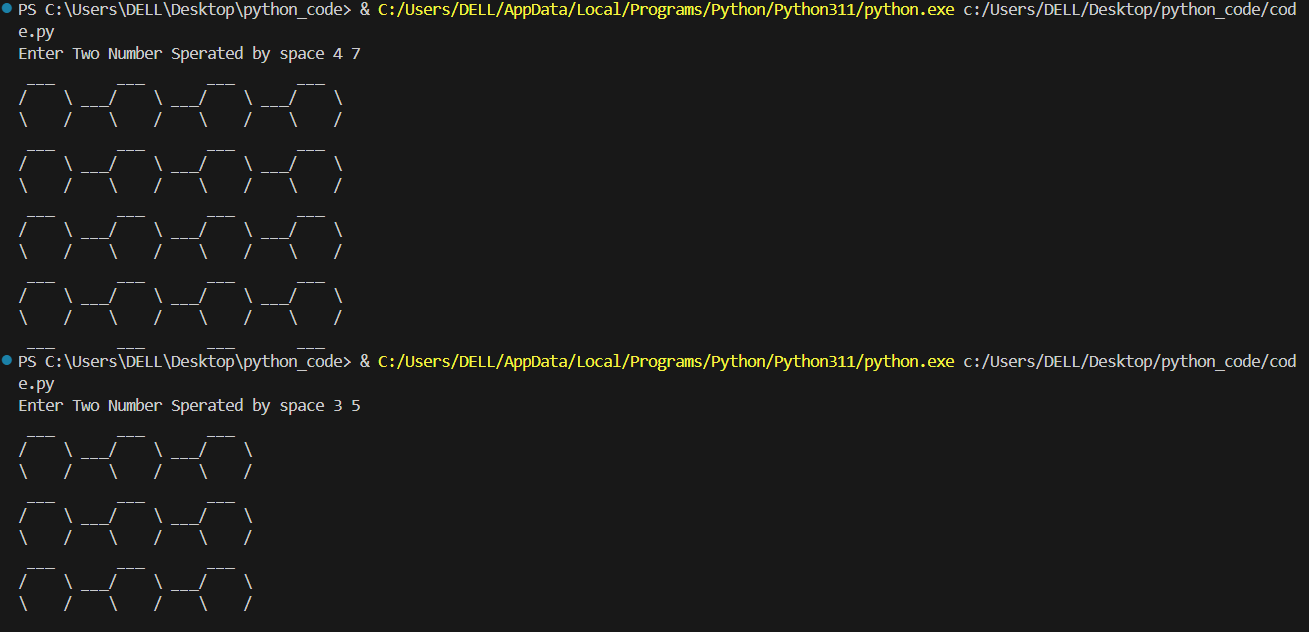 PS C:\Users\DELL\Desktop\python_code> & C:/Users/DELL/AppData/Local/Programs/Python/Python311/python.exe c:/Users/DELL/Desktop/python_code/cod
e.py
Enter Two Number Sperated by space 4 7
 ___       ___       ___       ___
/    \ ___/    \ ___/    \ ___/    \
\    /    \    /    \    /    \    /
 ___       ___       ___       ___
/    \ ___/    \ ___/    \ ___/    \
\    /    \    /    \    /    \    /
 ___       ___       ___       ___
/    \ ___/    \ ___/    \ ___/    \
\    /    \    /    \    /    \    /
 ___       ___       ___       ___
/    \ ___/    \ ___/    \ ___/    \
\    /    \    /    \    /    \    /
 ___       ___       ___       ___
PS C:\Users\DELL\Desktop\python_code> & C:/Users/DELL/AppData/Local/Programs/Python/Python311/python.exe c:/Users/DELL/Desktop/python_code/cod
e.py
Enter Two Number Sperated by space 3 5
 ___       ___       ___
/    \ ___/    \ ___/    \
\    /    \    /    \    /
 ___       ___       ___
/    \ ___/    \ ___/    \
\    /    \    /    \    /
 ___       ___       ___
/    \ ___/    \ ___/    \
\    /    \    /    \    /